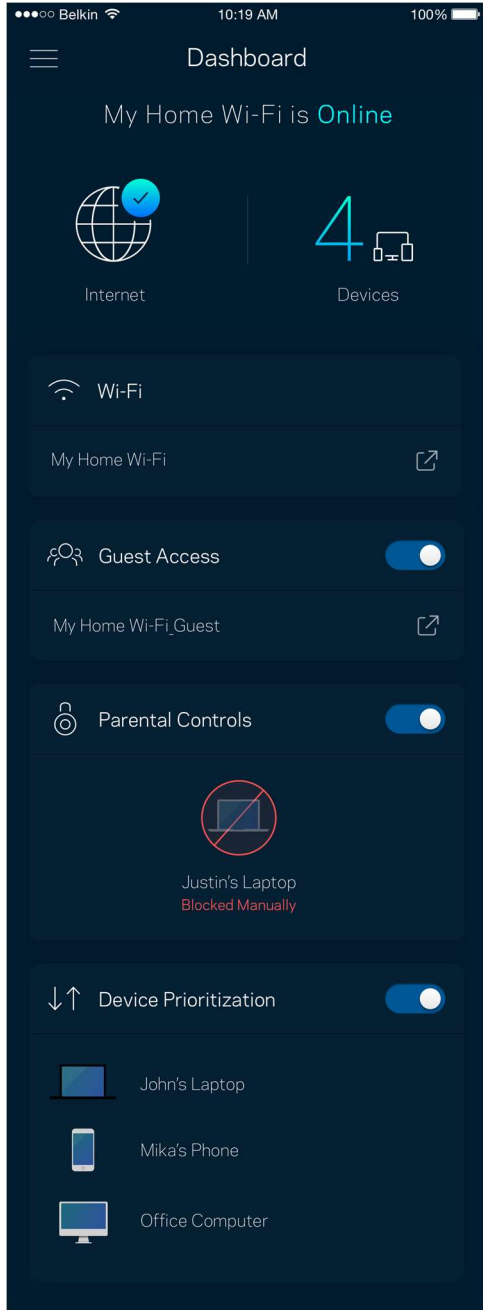 Belkin 10:19 AM 100%
Dashboard
My Home Wi-Fi is Online
4
Internet Devices
Wi-Fi
My Home Wi-Fi
Guest Access
My Home Wi-Fi_Guest
Parental Controls
Justin's Laptop
Blocked Manually
Device Prioritization
John's Laptop
Mika's Phone
Office Computer